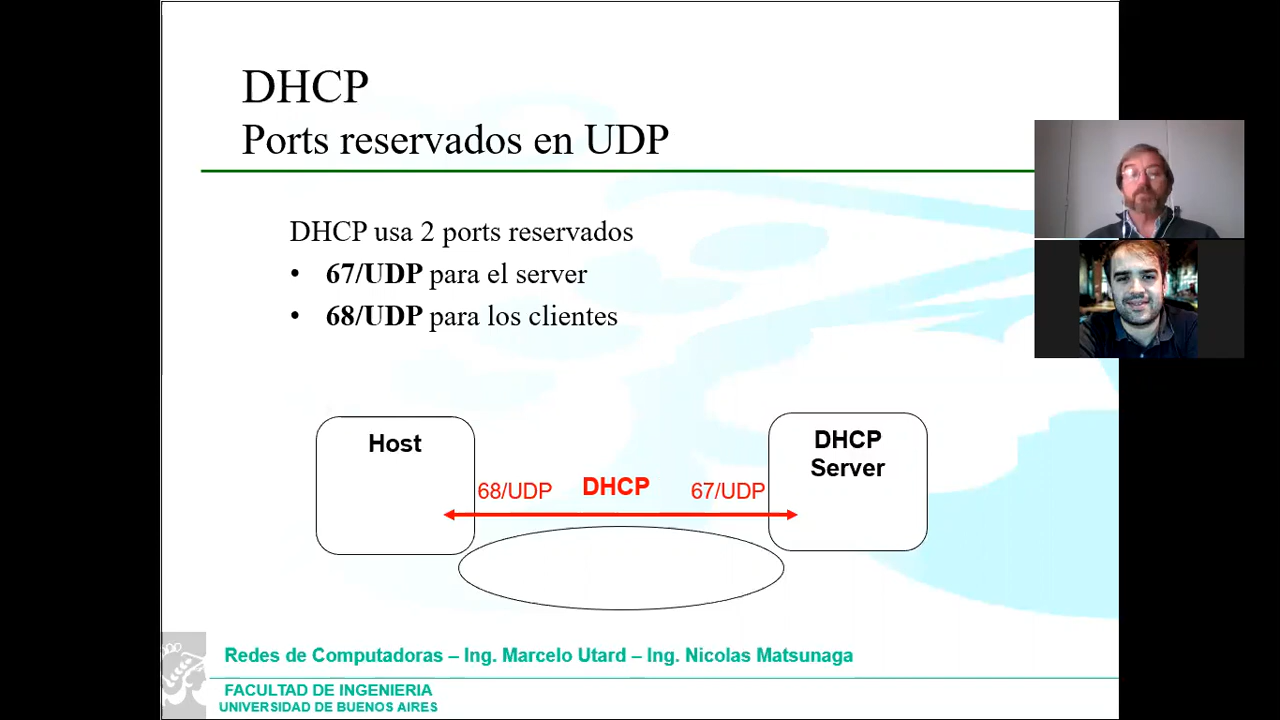 DHCP
Ports reservados en UDP
DHCP usa 2 ports reservados
• 67/UDP para el server
• 68/UDP para los clientes
Host
DHCP
Server
68/UDP DHCP 67/UDP
Redes de Computadoras – Ing. Marcelo Utard – Ing. Nicolas Matsunaga
FACULTAD DE INGENIERIA
UNIVERSIDAD DE BUENOS AIRES